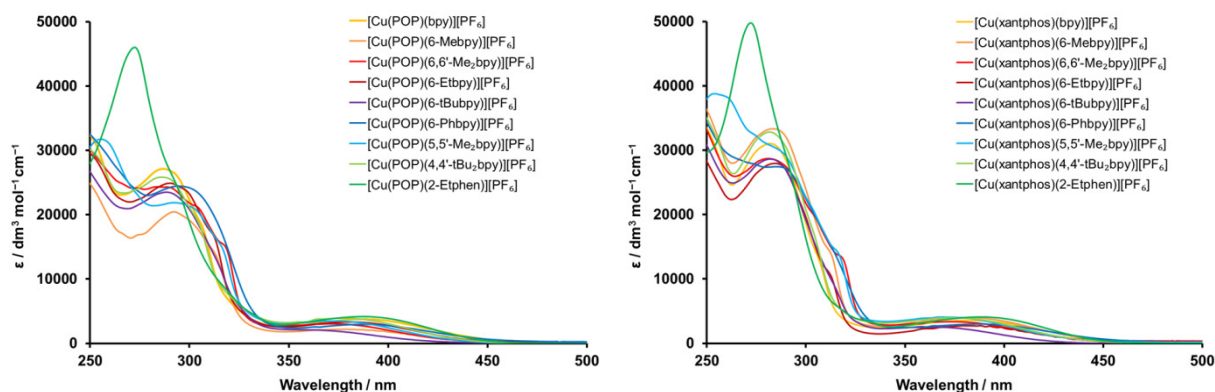 ε / dm³ mol⁻¹ cm⁻¹
50000
40000
30000
20000
10000
0
250
300
350
400
450
500
Wavelength / nm
[Cu(POP)(bpy)][PF₆]
[Cu(POP)(6-Mebpy)][PF₆]
[Cu(POP)(6,6'-Me₂bpy)][PF₆]
[Cu(POP)(6-Etbpy)][PF₆]
[Cu(POP)(6-tBubpy)][PF₆]
[Cu(POP)(6-Phbpy)][PF₆]
[Cu(POP)(5,5'-Me₂bpy)][PF₆]
[Cu(POP)(4,4'-tBu₂bpy)][PF₆]
[Cu(POP)(2-Etphen)][PF₆]
ε / dm³ mol⁻¹ cm⁻¹
50000
40000
30000
20000
10000
0
250
300
350
400
450
500
Wavelength / nm
[Cu(xantphos)(bpy)][PF₆]
[Cu(xantphos)(6-Mebpy)][PF₆]
[Cu(xantphos)(6,6'-Me₂bpy)][PF₆]
[Cu(xantphos)(6-Etbpy)][PF₆]
[Cu(xantphos)(6-tBubpy)][PF₆]
[Cu(xantphos)(6-Phbpy)][PF₆]
[Cu(xantphos)(5,5'-Me₂bpy)][PF₆]
[Cu(xantphos)(4,4'-tBu₂bpy)][PF₆]
[Cu(xantphos)(2-Etphen)][PF₆]